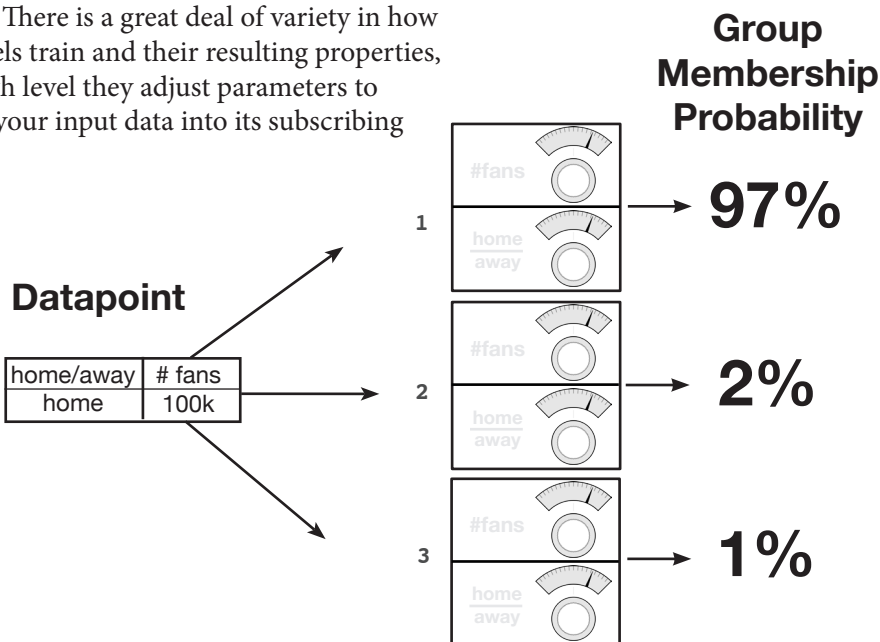 There is a great deal of variety in how
els train and their resulting properties,
h level they adjust parameters to
your input data into its subscribing
Group
Membership
Probability
Datapoint
home/away # fans
home 100k
1
#fans
home
away
97%
2
#fans
home
away
2%
3
#fans
home
away
1%